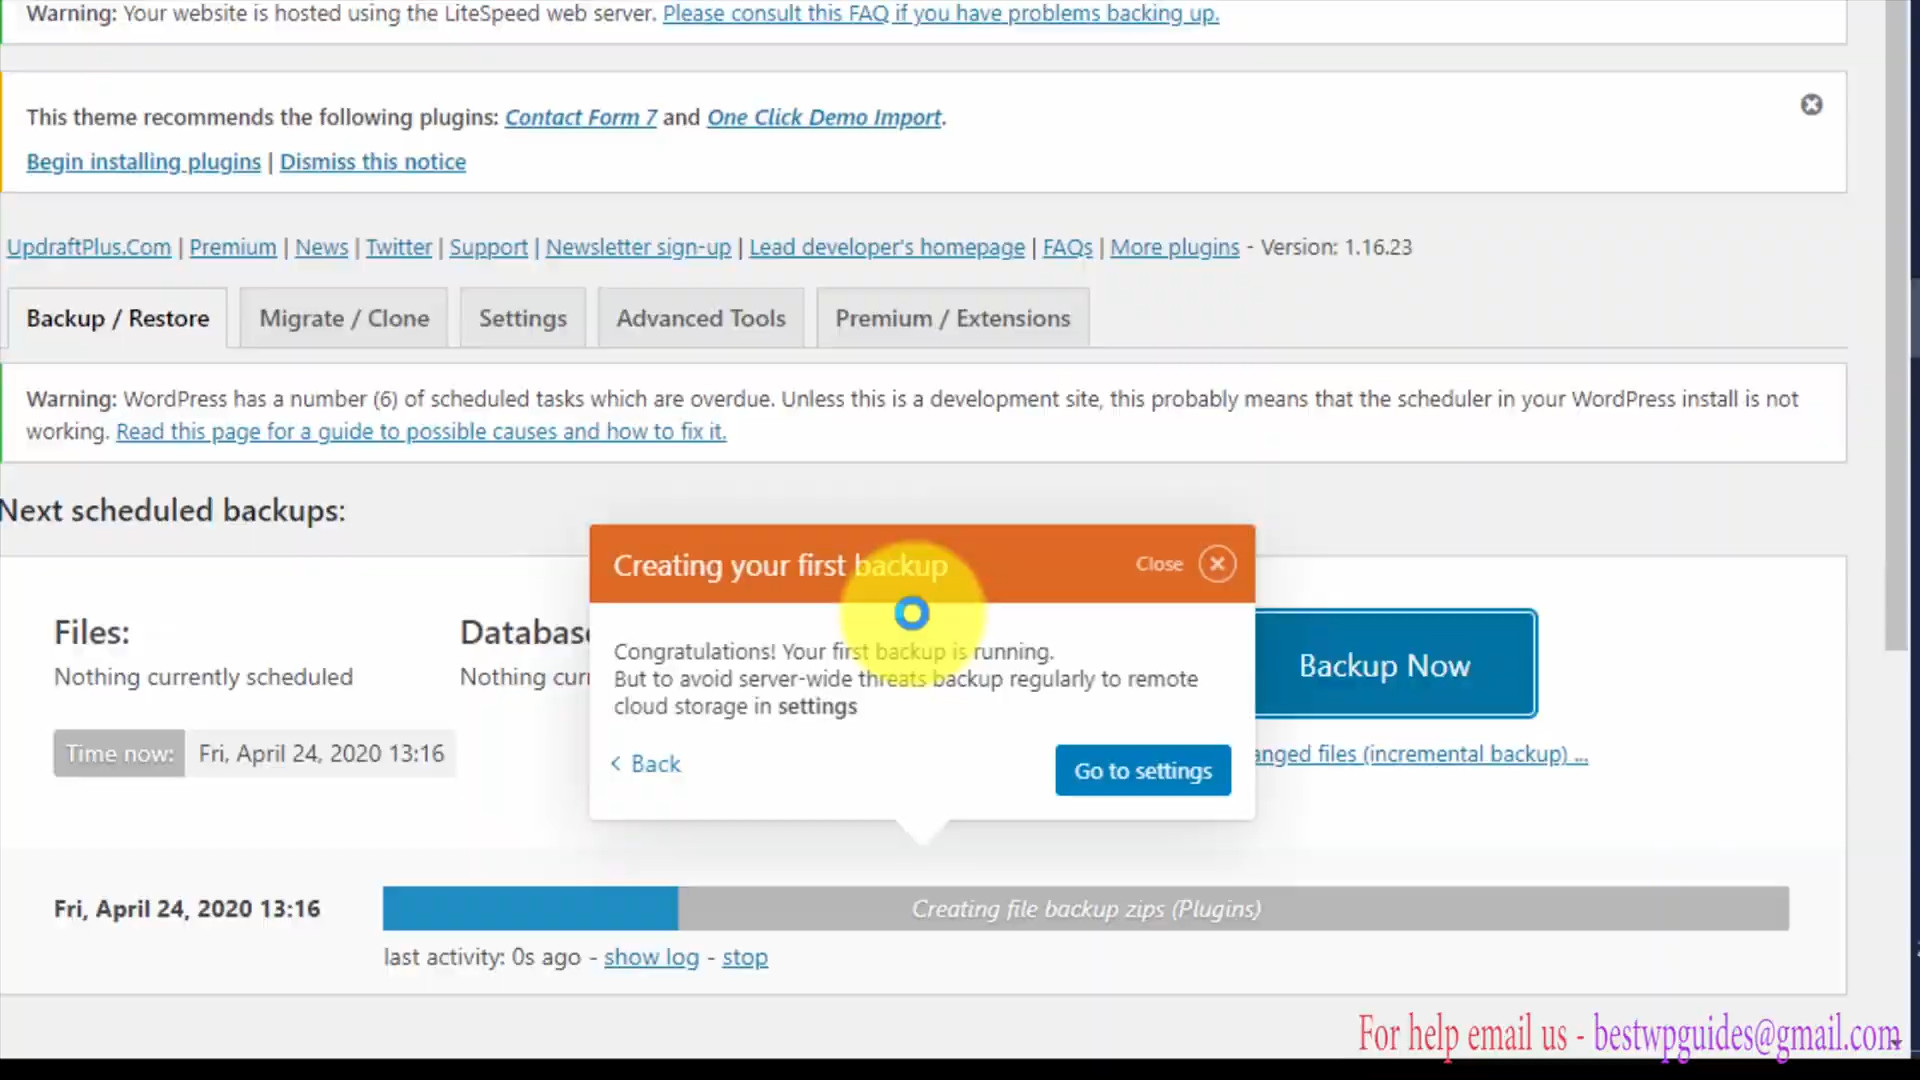 Warning: Your website is hosted using the LiteSpeed web server. Please consult this FAQ if you have problems backing up.
This theme recommends the following plugins: Contact Form 7 and One Click Demo Import.
Begin installing plugins | Dismiss this notice
UpdraftPlus.Com | Premium | News | Twitter | Support | Newsletter sign-up | Lead developer's homepage | FAQs | More plugins - Version: 1.16.23
Backup / Restore
Migrate / Clone
Settings
Advanced Tools
Premium / Extensions
Warning: WordPress has a number (6) of scheduled tasks which are overdue. Unless this is a development site, this probably means that the scheduler in your WordPress install is not
working. Read this page for a guide to possible causes and how to fix it.
Next scheduled backups:
Creating your first backup
Close
Files:
Nothing currently scheduled
Database
Nothing
Congratulations! Your first backup is running.
But to avoid server-wide threats backup regularly to remote
cloud storage in settings
Backup Now
Time now: Fri, April 24, 2020 13:16
Back
Go to settings
files (incremental backup) ...
Fri, April 24, 2020 13:16
Creating file backup zips (Plugins)
last activity: 0s ago - show log - stop
For help email us - bestwpguides@gmail.com